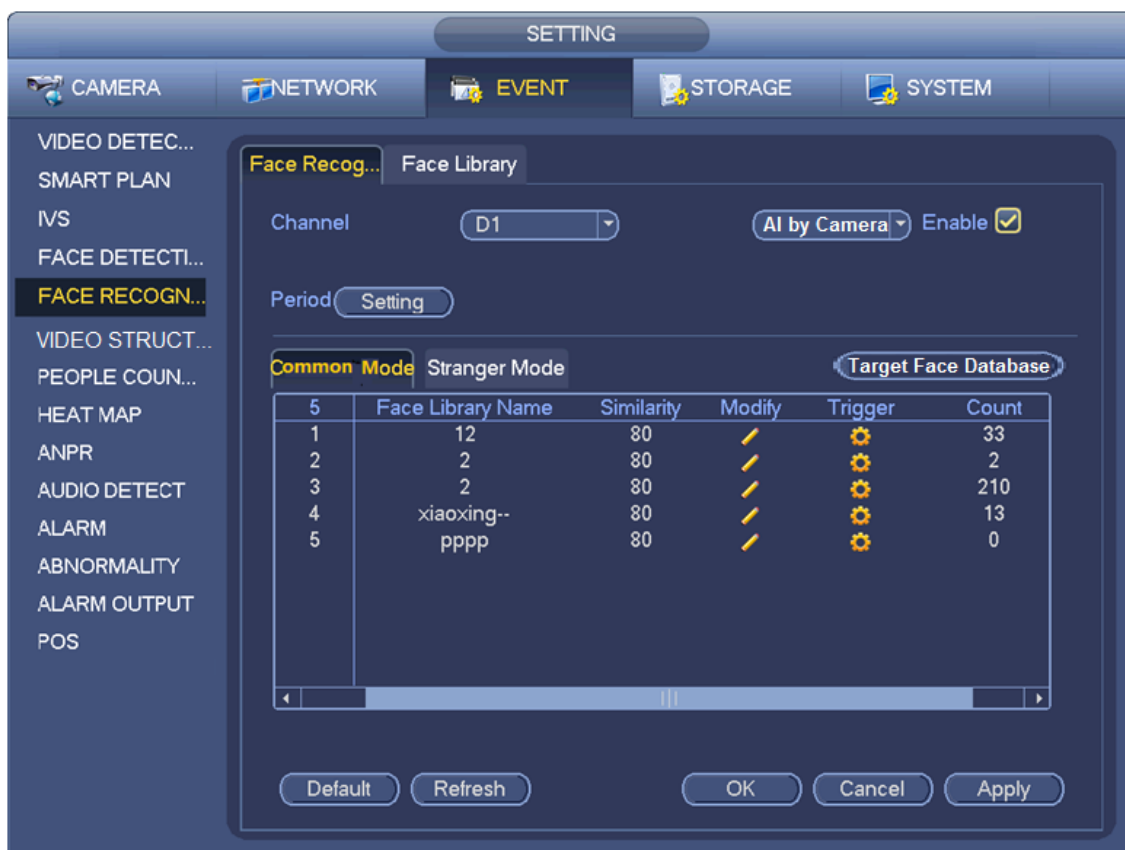 SETTING
CAMERA NETWORK EVENT STORAGE SYSTEM
VIDEO DETEC...
SMART PLAN
IVS
FACE DETECTI...
FACE RECOGN...
VIDEO STRUCT...
PEOPLE COUN...
HEAT MAP
ANPR
AUDIO DETECT
ALARM
ABNORMALITY
ALARM OUTPUT
POS
Face Recog... Face Library
Channel D1 AI by Camera Enable
Period Setting
Common Mode Stranger Mode Target Face Database
5 Face Library Name Similarity Modify Trigger Count
1 12 80 33
2 2 80 2
3 2 80 210
4 xiaoxing-- 80 13
5 pppp 80 0
Default Refresh OK Cancel Apply